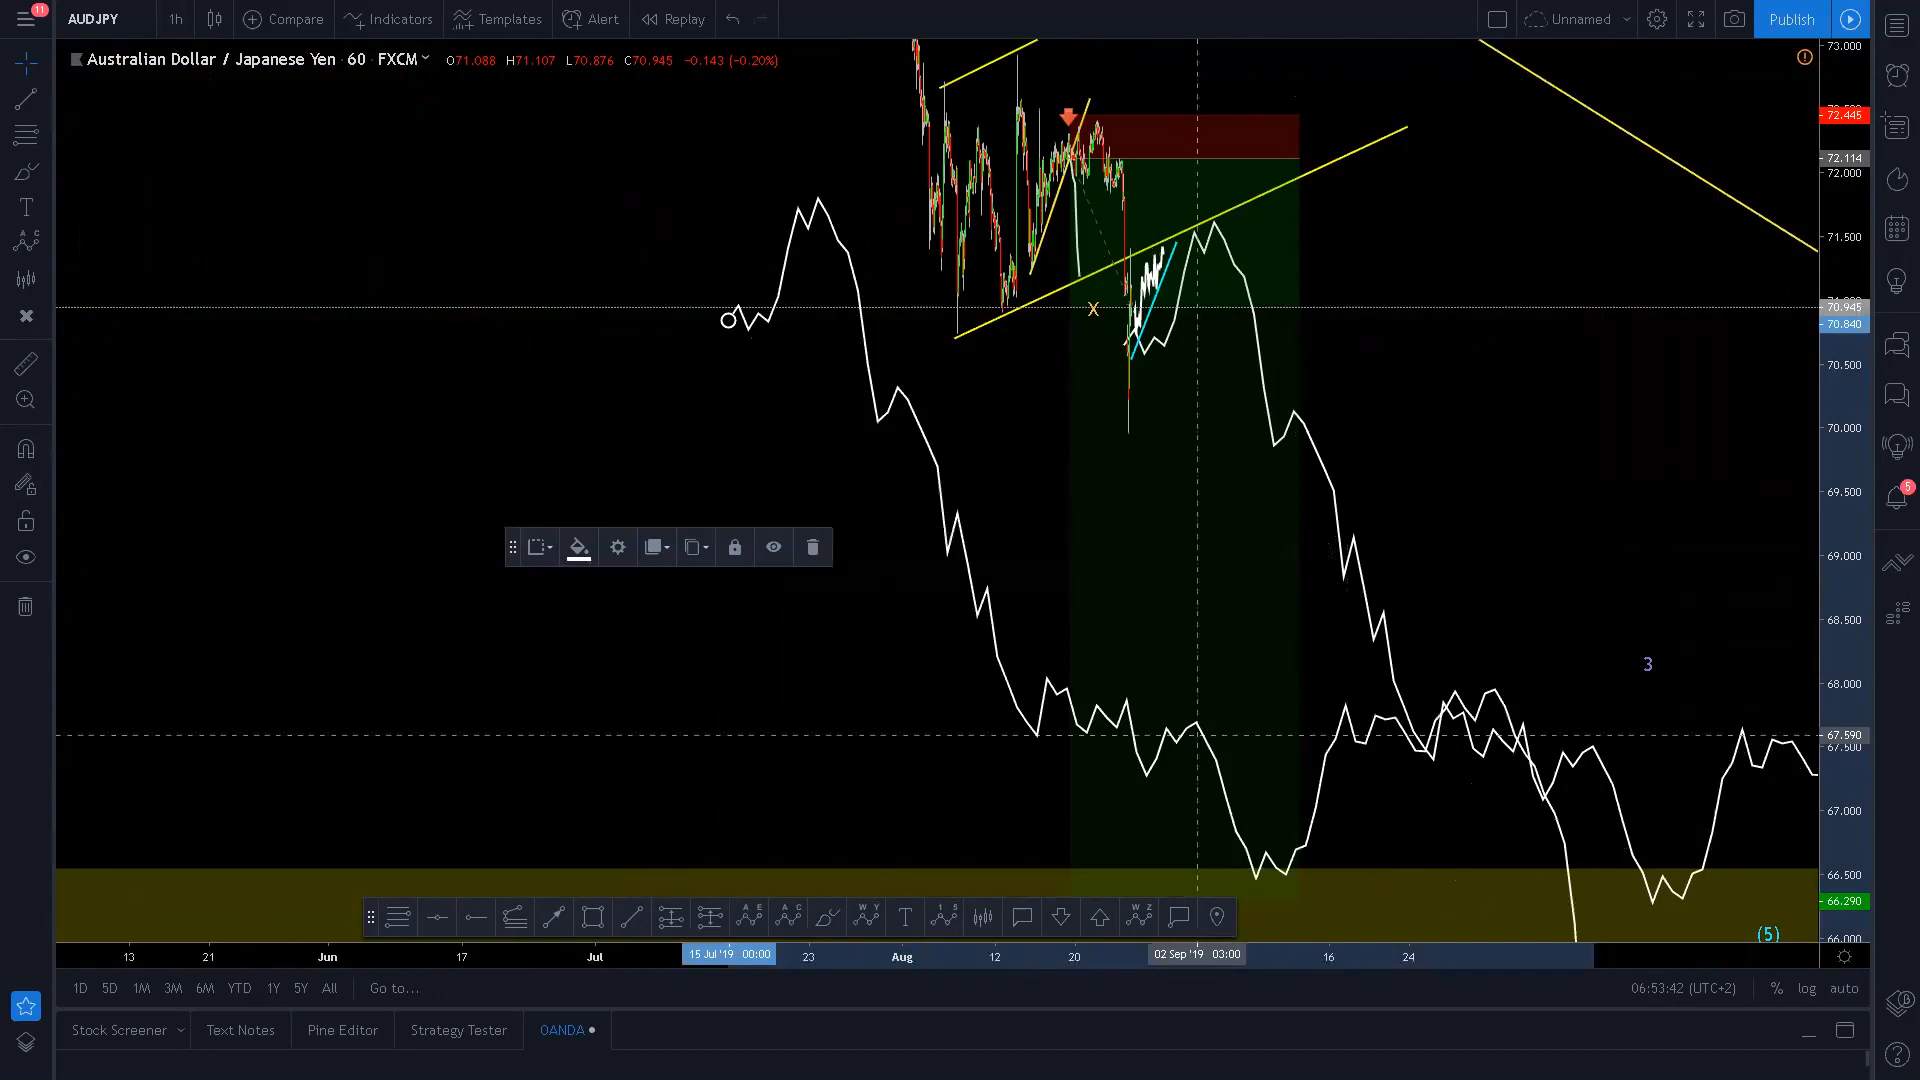 11
AUDJPY
1h
Compare
Indicators
Templates
Alert
Replay
Unnamed
Publish
Australian Dollar / Japanese Yen · 60 · FXCM
O71.088 H71.107 L70.876 C70.945 −0.143 (−0.20%)
73.000
72.445
72.114
72.000
71.500
70.945
70.840
70.500
70.000
69.500
69.000
68.500
68.000
67.590
67.500
67.000
66.500
66.290
66.000
X
3
(5)
5
A C
A E
A C
W Y
T
1 5
W Z
13
21
Jun
17
Jul
15 Jul '19 00:00
23
Aug
12
20
02 Sep '19 03:00
16
24
1D
5D
1M
3M
6M
YTD
1Y
5Y
All
Go to...
06:53:42 (UTC+2)
%
log
auto
Stock Screener
Text Notes
Pine Editor
Strategy Tester
OANDA